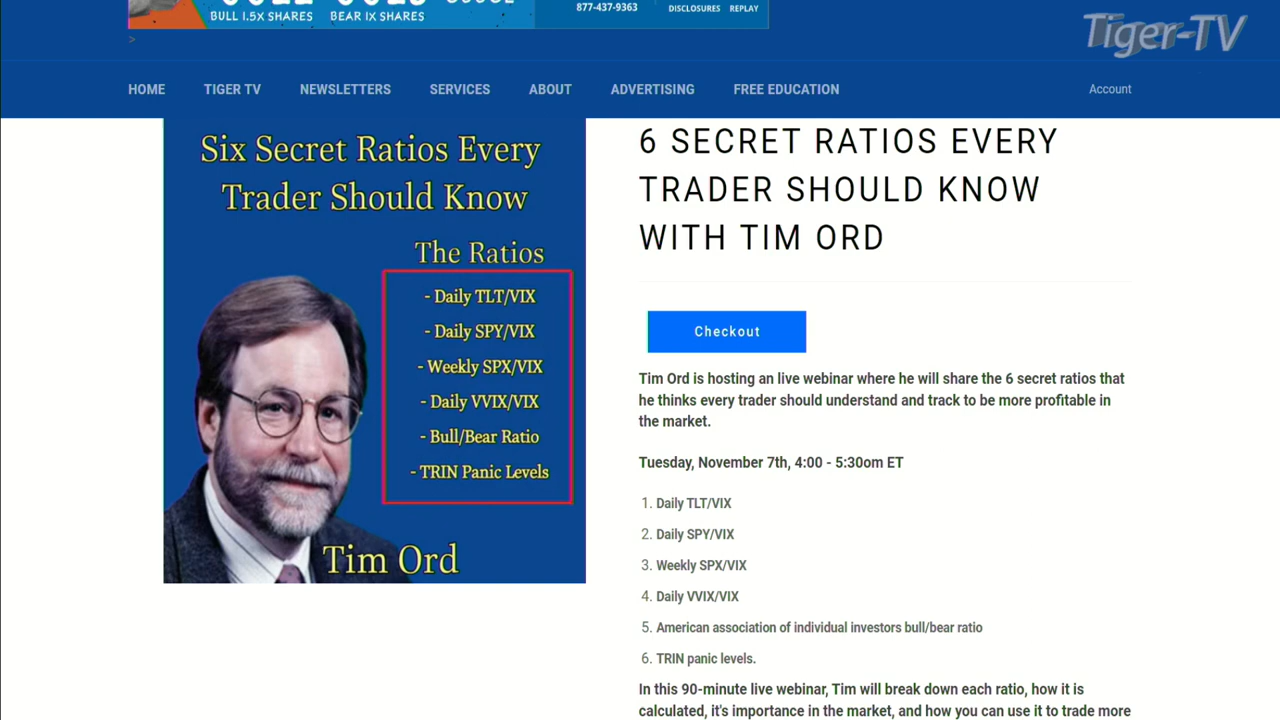 BULL 1.5X SHARES BEAR 1X SHARES
877-437-9363
DISCLOSURES REPLAY
Tiger-TV
>
HOME TIGER TV NEWSLETTERS SERVICES ABOUT ADVERTISING FREE EDUCATION Account
Six Secret Ratios Every
Trader Should Know
The Ratios
- Daily TLT/VIX
- Daily SPY/VIX
- Weekly SPX/VIX
- Daily VVIX/VIX
- Bull/Bear Ratio
- TRIN Panic Levels
Tim Ord
6 SECRET RATIOS EVERY
TRADER SHOULD KNOW
WITH TIM ORD
Checkout
Tim Ord is hosting an live webinar where he will share the 6 secret ratios that
he thinks every trader should understand and track to be more profitable in
the market.
Tuesday, November 7th, 4:00 - 5:30om ET
1. Daily TLT/VIX
2. Daily SPY/VIX
3. Weekly SPX/VIX
4. Daily VVIX/VIX
5. American association of individual investors bull/bear ratio
6. TRIN panic levels.
In this 90-minute live webinar, Tim will break down each ratio, how it is
calculated, it's importance in the market, and how you can use it to trade more